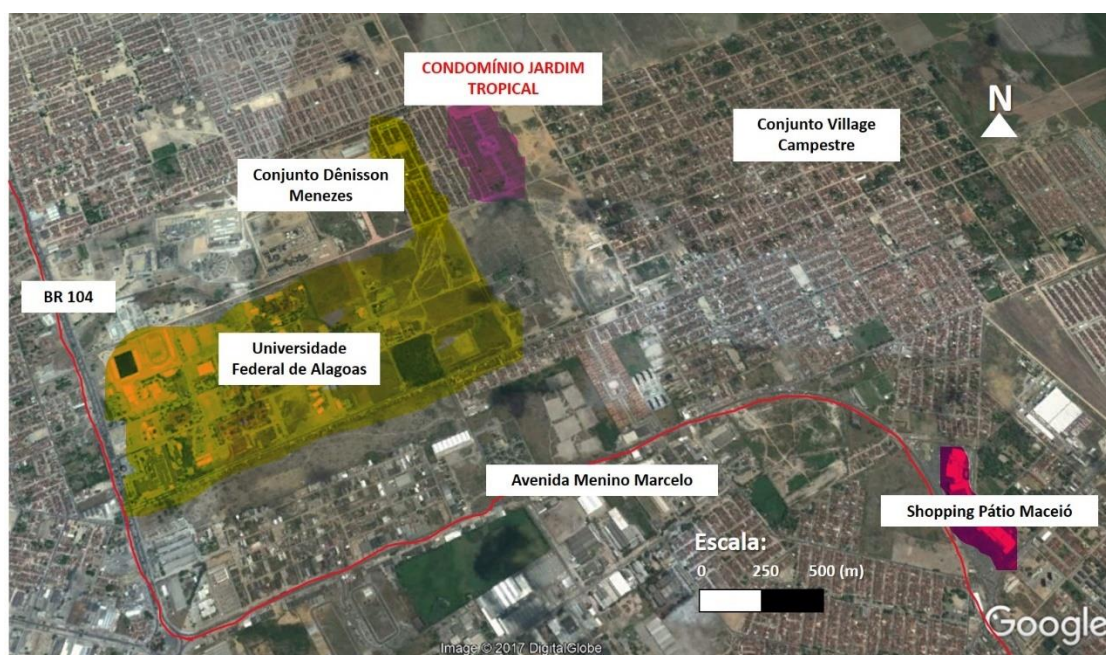 CONDOMÍNIO JARDIM
TROPICAL
N
Conjunto Village
Campestre
Conjunto Dênisson
Menezes
BR 104
Universidade
Federal de Alagoas
Avenida Menino Marcelo
Shopping Pátio Maceió
Escala:
0 250 500 (m)
Google
Image © 2017 DigitalGlobe